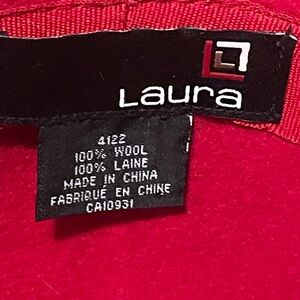 Laura
4122
100% WOOL
100% LAINE
MADE IN CHINA
FABRIQUÉ EN CHINE
CA10931